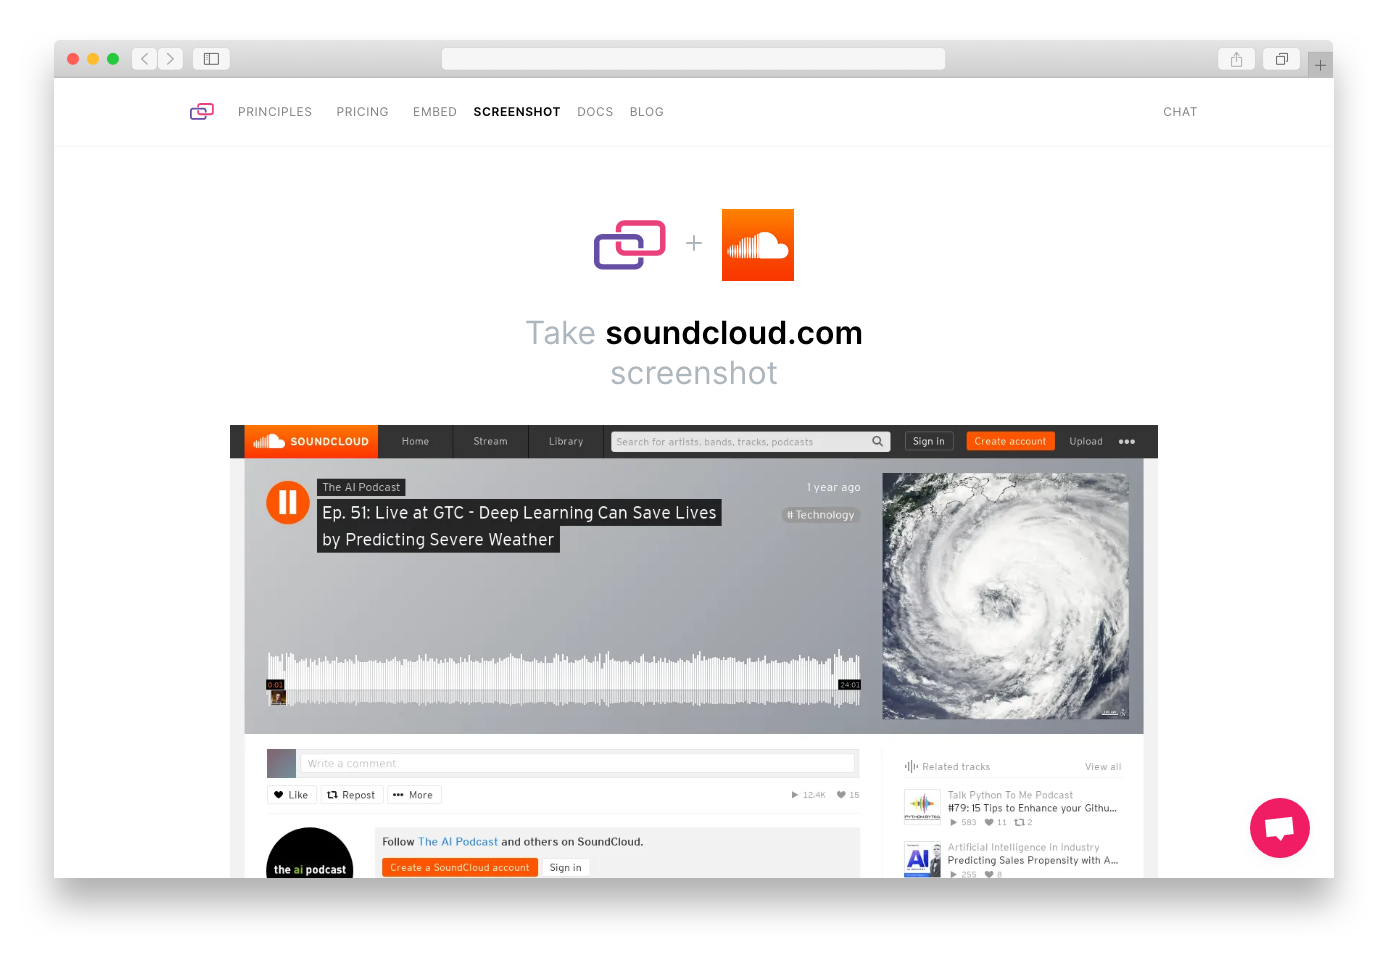 PRINCIPLES PRICING EMBED SCREENSHOT DOCS BLOG CHAT
Take soundcloud.com
screenshot
SOUNDCLOUD Home Stream Library Search for artists, bands, tracks, podcasts Sign in Create account Upload
The AI Podcast
1 year ago
Ep. 51: Live at GTC - Deep Learning Can Save Lives
# Technology
by Predicting Severe Weather
0:01
24:01
Write a comment
Related tracks View all
Like Repost More
12.4K 15
Talk Python To Me Podcast
#79: 15 Tips to Enhance your Githu...
583 11 2
Follow The AI Podcast and others on SoundCloud.
Create a SoundCloud account Sign in
the ai podcast
Artificial Intelligence In Industry
AI
Predicting Sales Propensity with A...
255 8